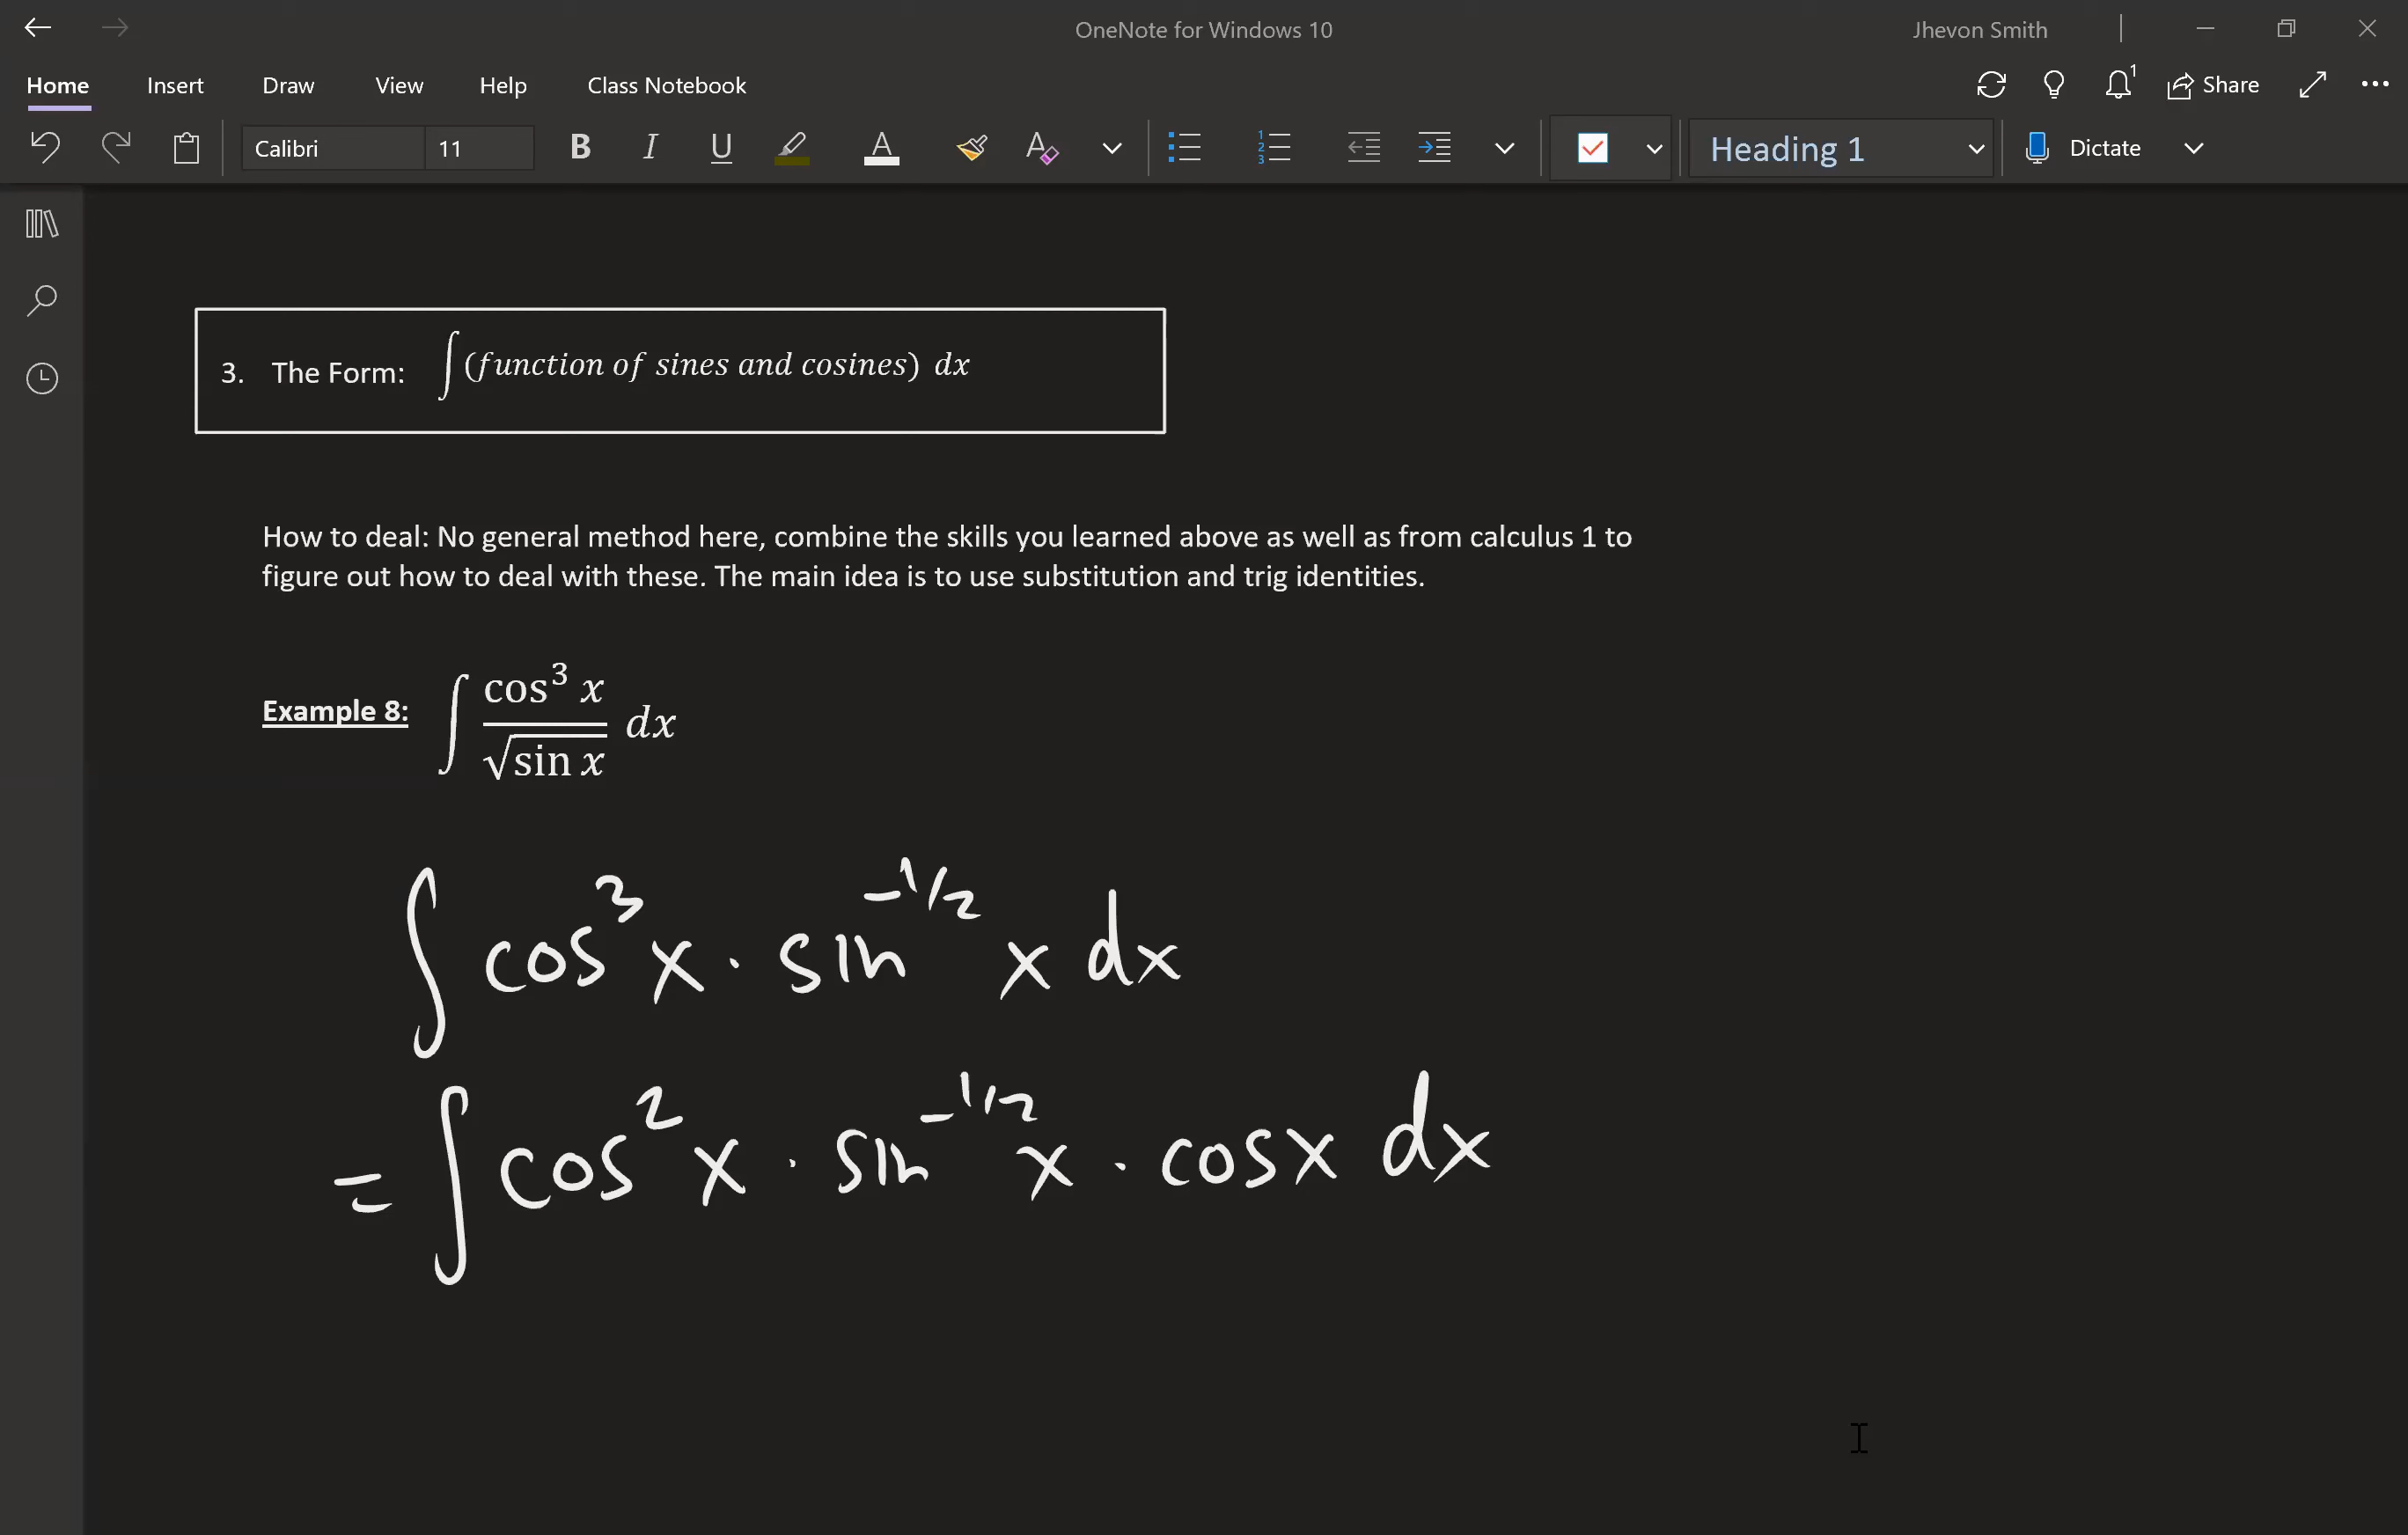 OneNote for Windows 10
Jhevon Smith
Home Insert Draw View Help Class Notebook
1
Share
Calibri 11 B I U A A
1 2 3
Heading 1
Dictate
3. The Form: ∫(function of sines and cosines) dx
How to deal: No general method here, combine the skills you learned above as well as from calculus 1 to
figure out how to deal with these. The main idea is to use substitution and trig identities.
Example 8: ∫ cos³ x / √sin x dx
∫ cos³x · sin^(-1/2) x dx
= ∫ cos²x · sin^(-1/2) x · cosx dx